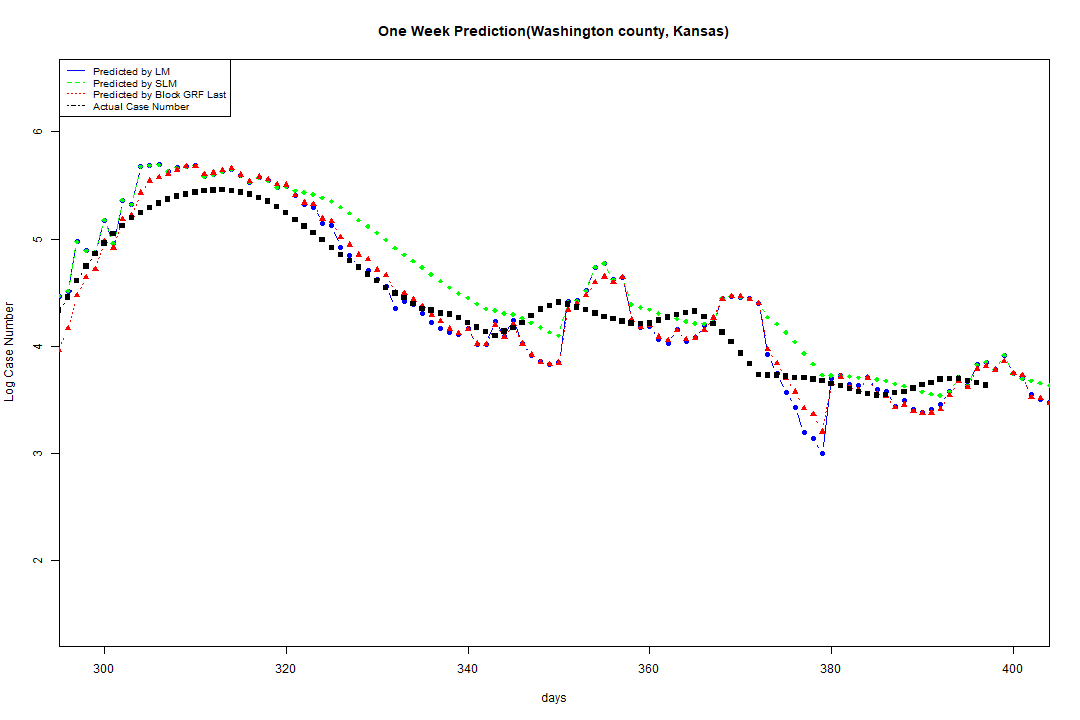 One Week Prediction(Washington county, Kansas)
Predicted by LM
Predicted by SLM
Predicted by Block GRF Last
Actual Case Number
6
5
4
3
2
Log Case Number
300 320 340 360 380 400
days